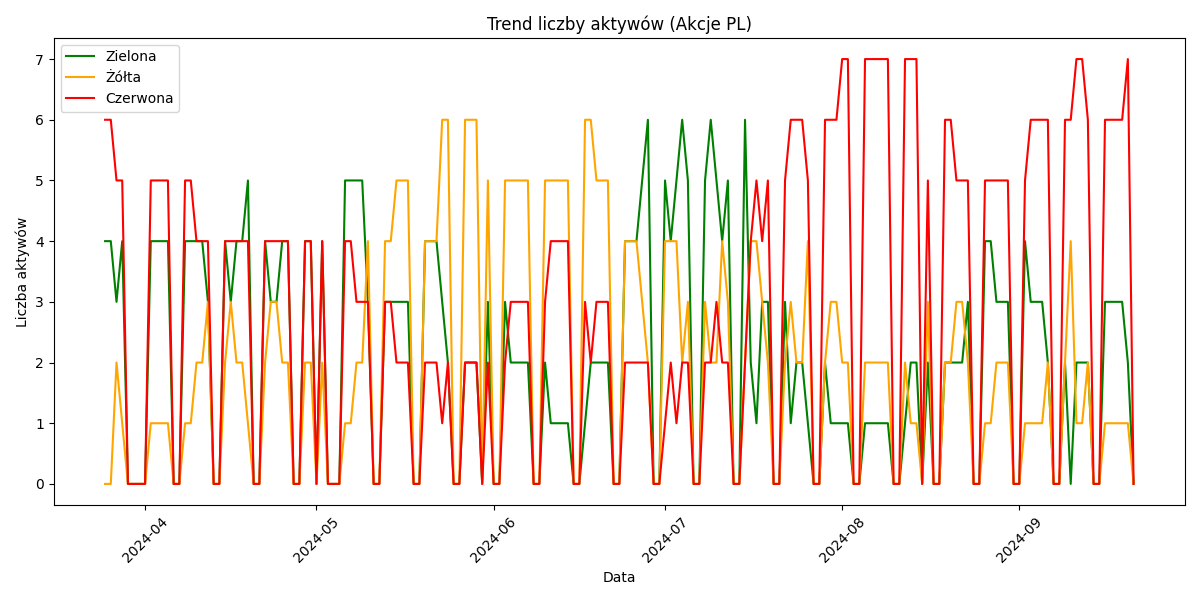 Trend liczby aktywów (Akcje PL)
Zielona
Żółta
Czerwona
Liczba aktywów
7
6
5
4
3
2
1
0
2024-04
2024-05
2024-06
2024-07
2024-08
2024-09
Data